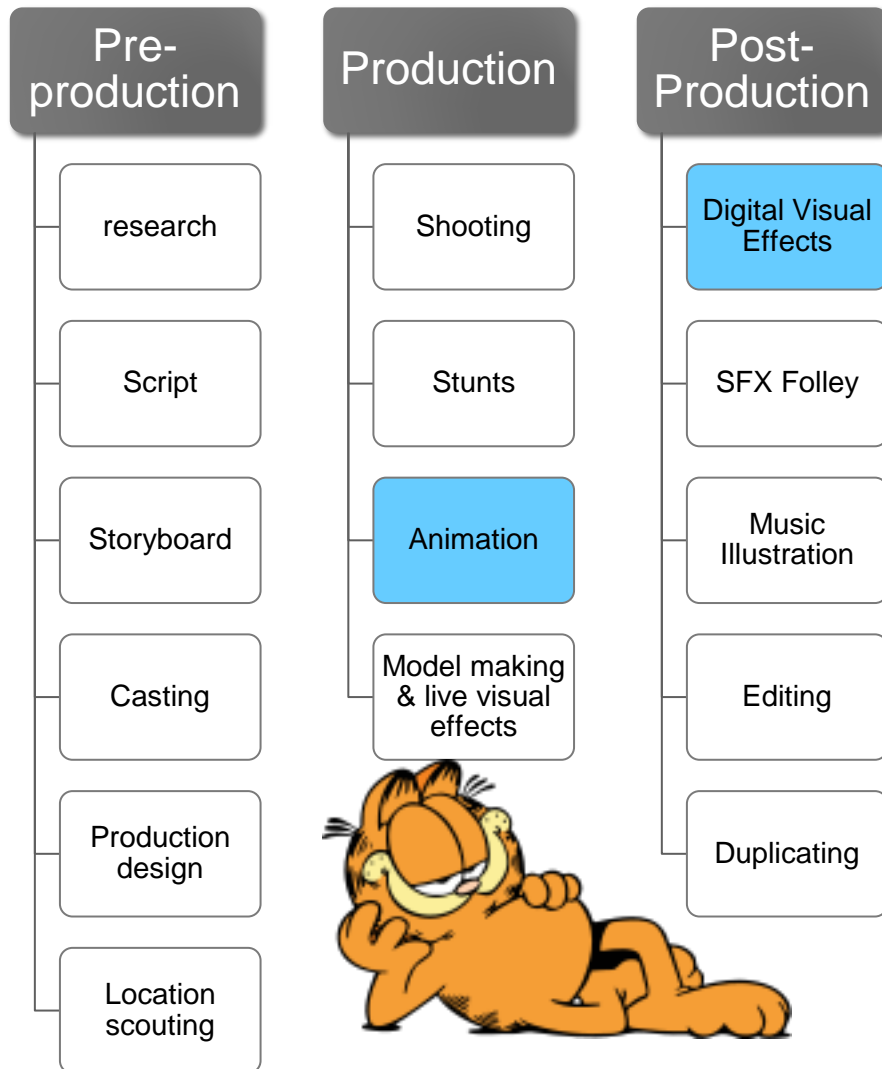 Pre-
production
research
Script
Storyboard
Casting
Production
design
Location
scouting
Production
Shooting
Stunts
Animation
Model making
& live visual
effects
Post-
Production
Digital Visual
Effects
SFX Folley
Music
Illustration
Editing
Duplicating